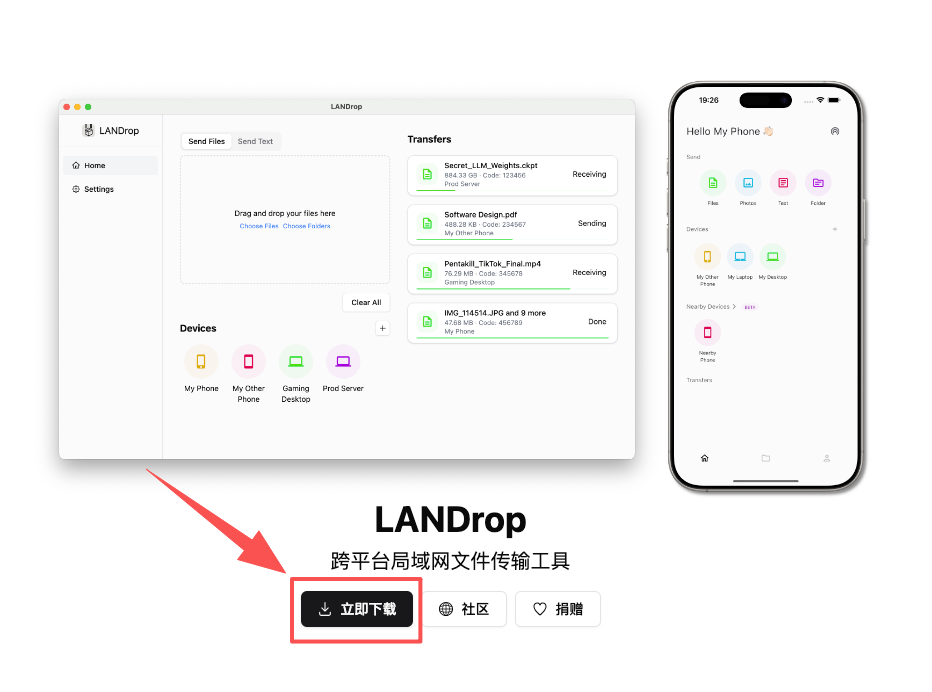 LANDrop
LANDrop
Home
Settings
Send Files
Send Text
Drag and drop your files here
Choose Files Choose Folders
Clear All
Devices
+
My Phone
My Other Phone
Gaming Desktop
Prod Server
Transfers
Secret_LLM_Weights.ckpt
884.33 GB · Code: 123456
Prod Server
Receiving
Software Design.pdf
488.28 KB · Code: 234567
My Other Phone
Sending
Pentakill_TikTok_Final.mp4
76.29 MB · Code: 345678
Gaming Desktop
Receiving
IMG_114514.JPG and 9 more
47.68 MB · Code: 456789
My Phone
Done
19:26
Hello My Phone 👋🏻
Send
Files
Photos
Text
Folder
Devices
+
My Other Phone
My Laptop
My Desktop
Nearby Devices >
BETA
Nearby Phone
Transfers
LANDrop
跨平台局域网文件传输工具
立即下载
社区
捐赠